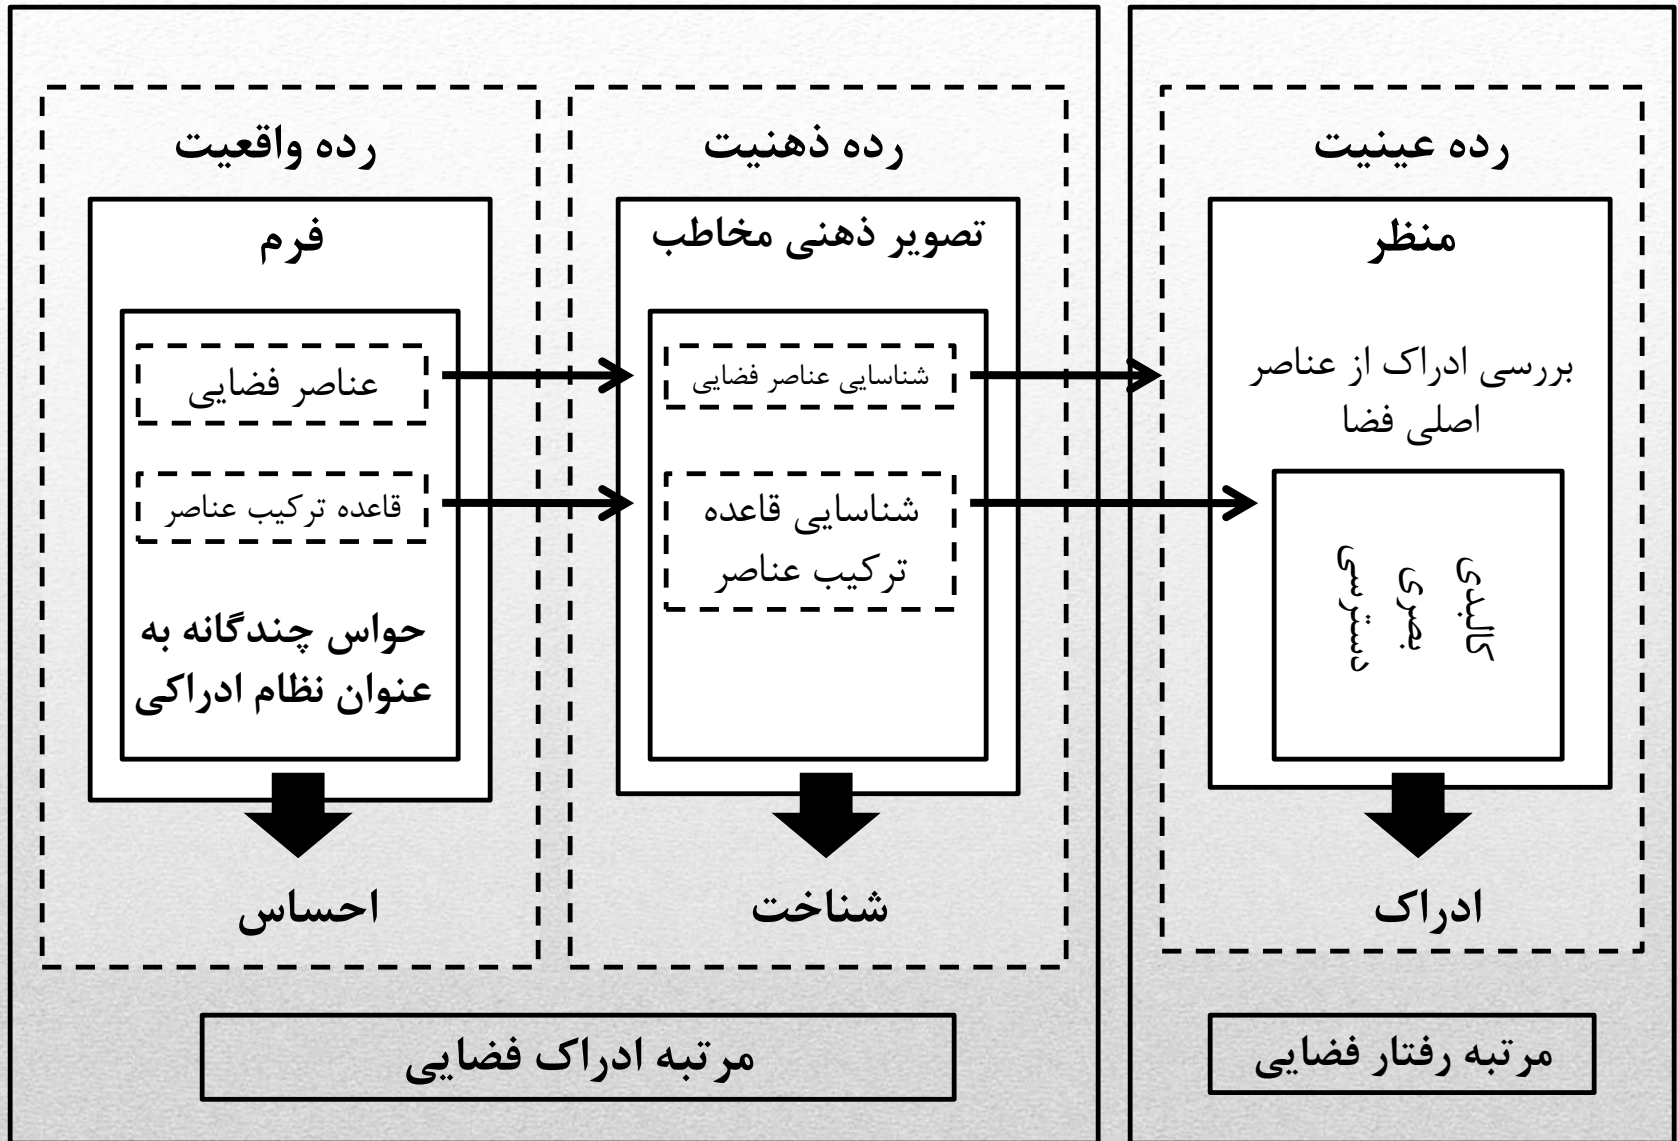 رده واقعیت
فرم
عناصر فضایی
قاعده ترکیب عناصر
حواس چندگانه به
عنوان نظام ادراکی
احساس
رده ذهنیت
تصویر ذهنی مخاطب
شناسایی عناصر فضایی
شناسایی قاعده
ترکیب عناصر
شناخت
مرتبه ادراک فضایی
رده عینیت
منظر
بررسی ادراک از عناصر
اصلی فضا
کالبدی
بصری
دسترسی
ادراک
مرتبه رفتار فضایی